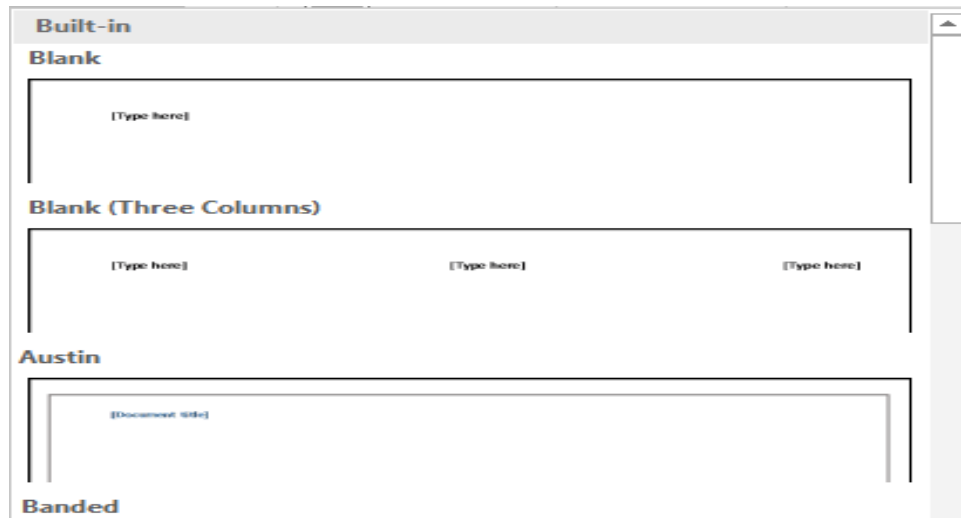 Built-in
Blank
[Type here]
Blank (Three Columns)
[Type here] [Type here] [Type here]
Austin
[Document title]
Banded